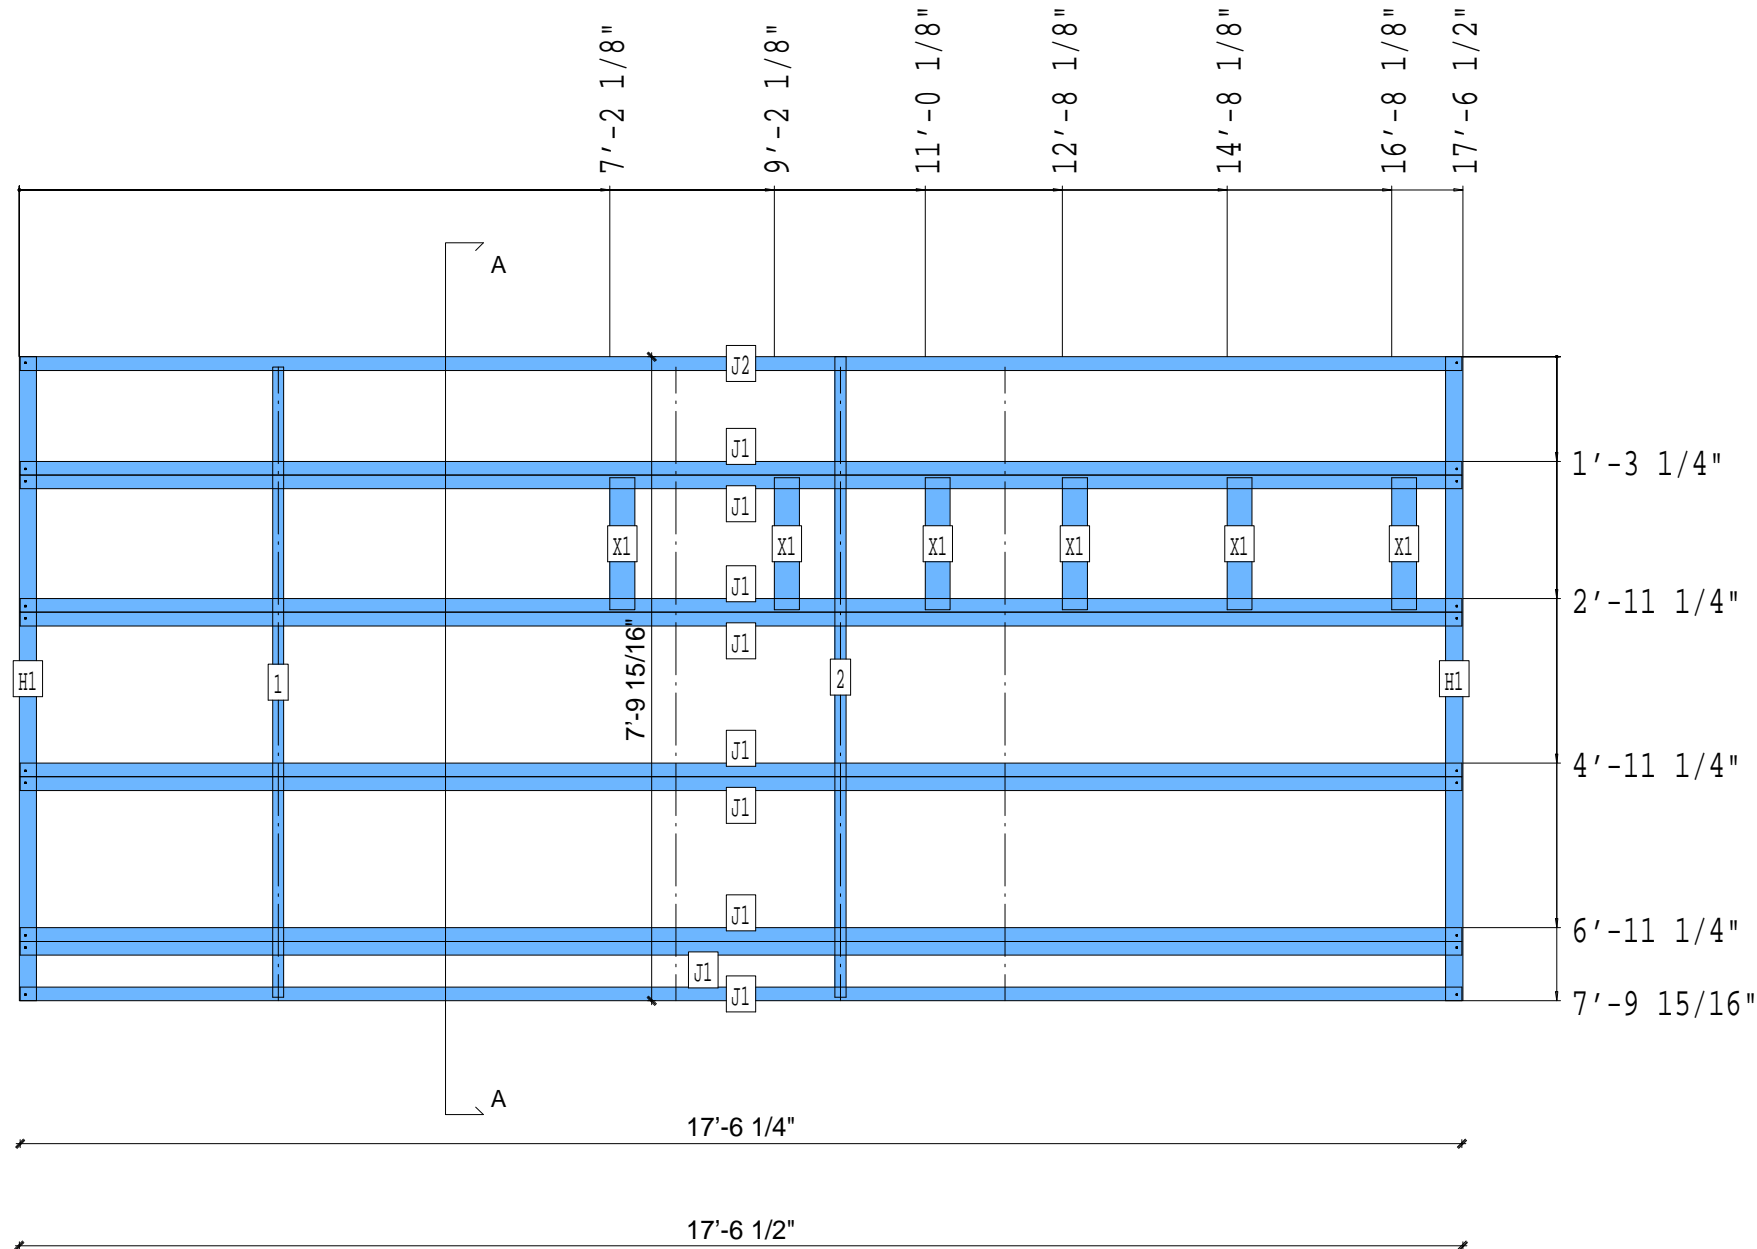 7'-2 1/8"
9'-2 1/8"
11'-0 1/8"
12'-8 1/8"
14'-8 1/8"
16'-8 1/8"
17'-6 1/2"
A
J2
J1
1'-3 1/4"
J1
X1
X1
X1
X1
X1
X1
J1
2'-11 1/4"
J1
7'-9 15/16"
H1
1
2
H1
J1
4'-11 1/4"
J1
J1
6'-11 1/4"
J1
J1
7'-9 15/16"
A
17'-6 1/4"
17'-6 1/2"